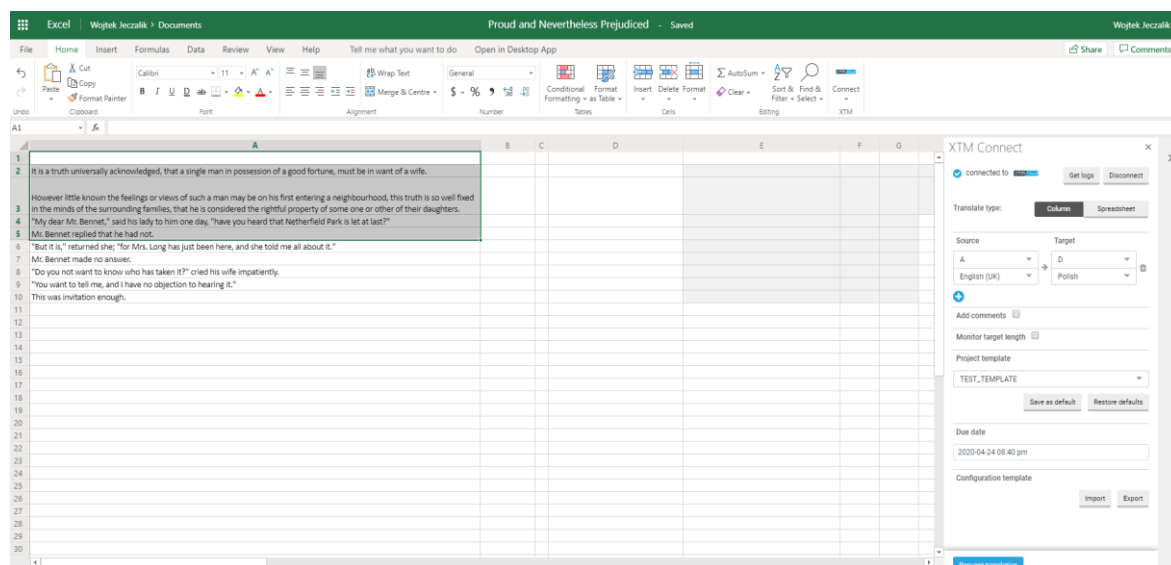 Excel Wojtek Jeczalik > Documents Proud and Nevertheless Prejudiced - Saved Wojtek Jeczalik
File Home Insert Formulas Data Review View Help Tell me what you want to do Open in Desktop App Share Comments
Cut
Copy
Paste Format Painter
Calibri 11 A^ A˅
B I U D ab A
Wrap Text
Merge & Centre
General
$ % 9
Conditional Formatting Format as Table
Insert Delete Format
AutoSum
Clear
Sort & Filter Find & Select
Connect
Undo Clipboard Font Alignment Number Tables Cells Editing XTM
A1 fx
A B C D E F G
1
2 It is a truth universally acknowledged, that a single man in possession of a good fortune, must be in want of a wife.
However little known the feelings or views of such a man may be on his first entering a neighbourhood, this truth is so well fixed
3 in the minds of the surrounding families, that he is considered the rightful property of some one or other of their daughters.
4 "My dear Mr. Bennet," said his lady to him one day, "have you heard that Netherfield Park is let at last?"
5 Mr. Bennet replied that he had not.
6 "But it is," returned she; "for Mrs. Long has just been here, and she told me all about it."
7 Mr. Bennet made no answer.
8 "Do you not want to know who has taken it?" cried his wife impatiently.
9 "You want to tell me, and I have no objection to hearing it."
10 This was invitation enough.
11
12
13
14
15
16
17
18
19
20
21
22
23
24
25
26
27
28
29
30
XTM Connect ×
connected to Get logs Disconnect
Translate type: Column Spreadsheet
Source Target
A → D
English (UK) Polish
Add comments
Monitor target length
Project template
TEST_TEMPLATE
Save as default Restore defaults
Due date
2020-04-24 08:40 pm
Configuration template
Import Export
Request translation